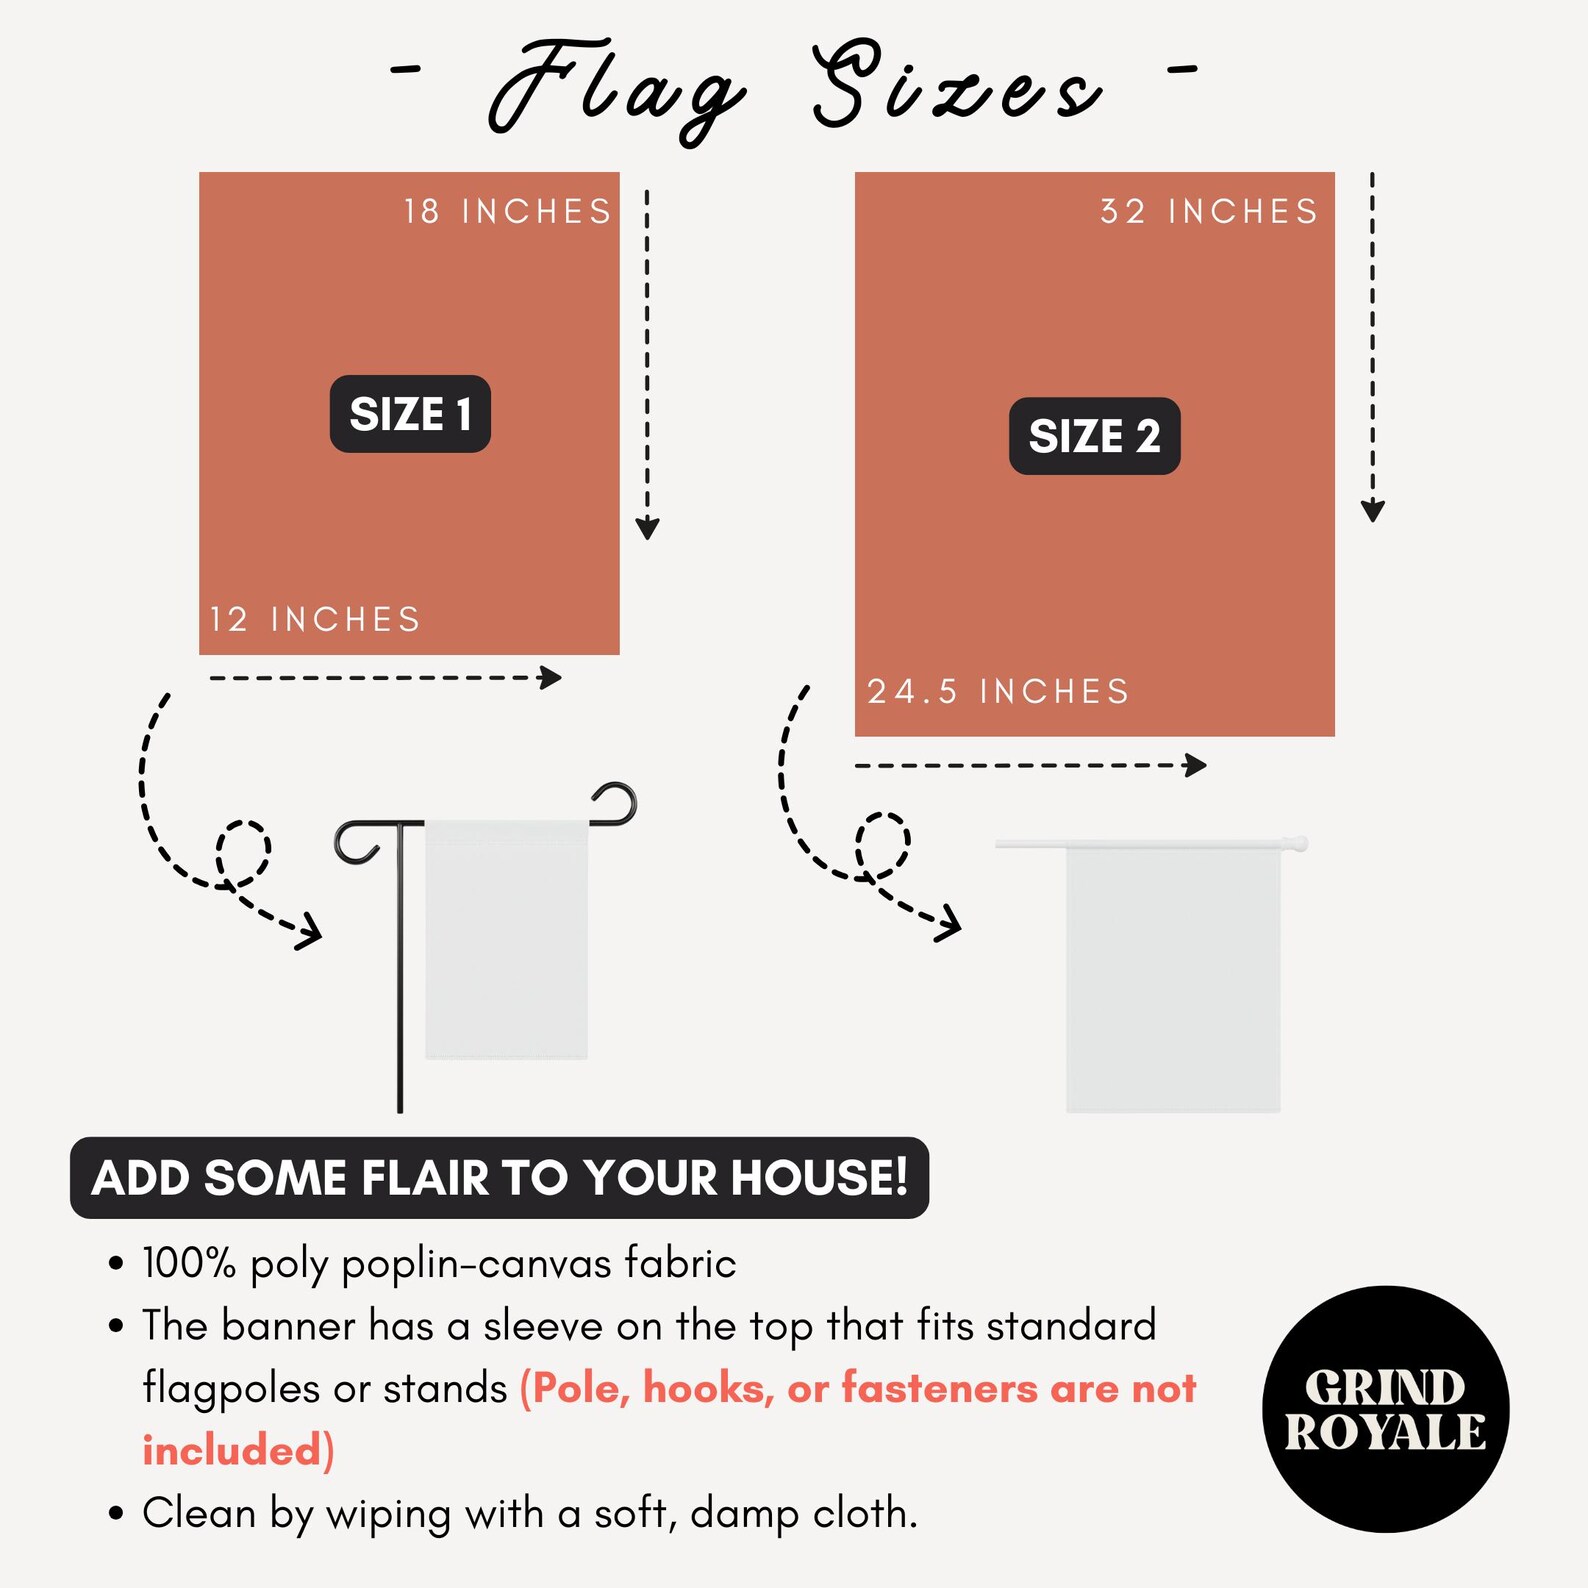 - Flag Sizes -
18 INCHES
SIZE 1
12 INCHES
32 INCHES
SIZE 2
24.5 INCHES
ADD SOME FLAIR TO YOUR HOUSE!
• 100% poly poplin-canvas fabric
• The banner has a sleeve on the top that fits standard
flagpoles or stands (Pole, hooks, or fasteners are not
included)
• Clean by wiping with a soft, damp cloth.
GRIND
ROYALE